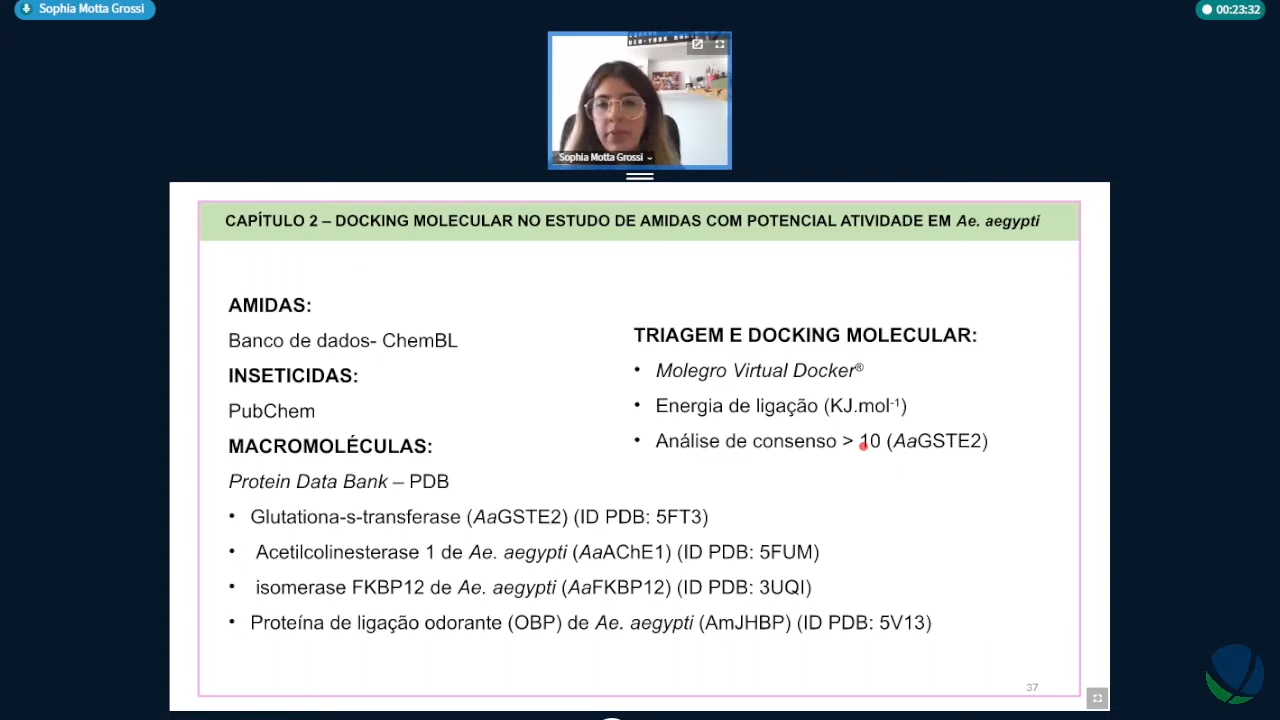 Sophia Motta Grossi
00:23:32
Sophia Motta Grossi
CAPÍTULO 2 – DOCKING MOLECULAR NO ESTUDO DE AMIDAS COM POTENCIAL ATIVIDADE EM Ae. aegypti
AMIDAS:
Banco de dados- ChemBL
INSETICIDAS:
PubChem
MACROMOLÉCULAS:
Protein Data Bank – PDB
• Glutationa-s-transferase (AaGSTE2) (ID PDB: 5FT3)
• Acetilcolinesterase 1 de Ae. aegypti (AaAChE1) (ID PDB: 5FUM)
• isomerase FKBP12 de Ae. aegypti (AaFKBP12) (ID PDB: 3UQI)
• Proteína de ligação odorante (OBP) de Ae. aegypti (AmJHBP) (ID PDB: 5V13)
TRIAGEM E DOCKING MOLECULAR:
• Molegro Virtual Docker®
• Energia de ligação (KJ.mol⁻¹)
• Análise de consenso > 10 (AaGSTE2)
37